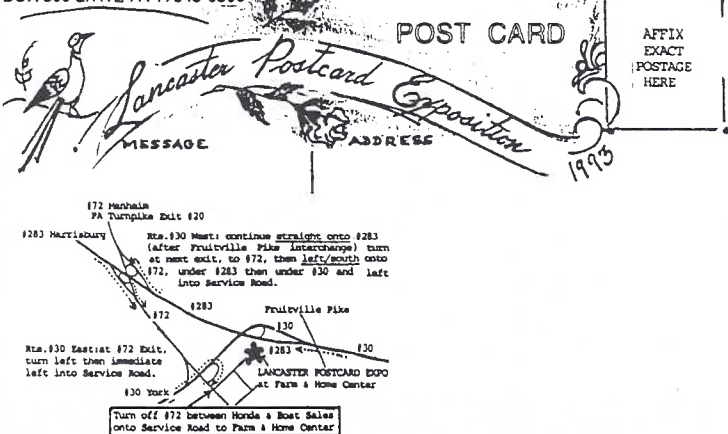 POST CARD
AFFIX
EXACT
POSTAGE
HERE
Lancaster Postcard Exposition
MESSAGE
ADDRESS
1993
#72 Manheim
PA Turnpike Exit #20
#283 Harrisburg
Rte.#30 West: continue straight onto #283
(after Fruitville Pike interchange) turn
at next exit, to #72, then left/south onto
#72, under #283 then under #30 and left
into Service Road.
#72
#283
Fruitville Pike
#30
#283
#30
Rte.#30 East:at #72 Exit,
turn left then immediate
left into Service Road.
LANCASTER POSTCARD EXPO
at Farm & Home Center
#30 York
Turn off #72 between Honda & Boat Sales
onto Service Road to Farm & Home Center